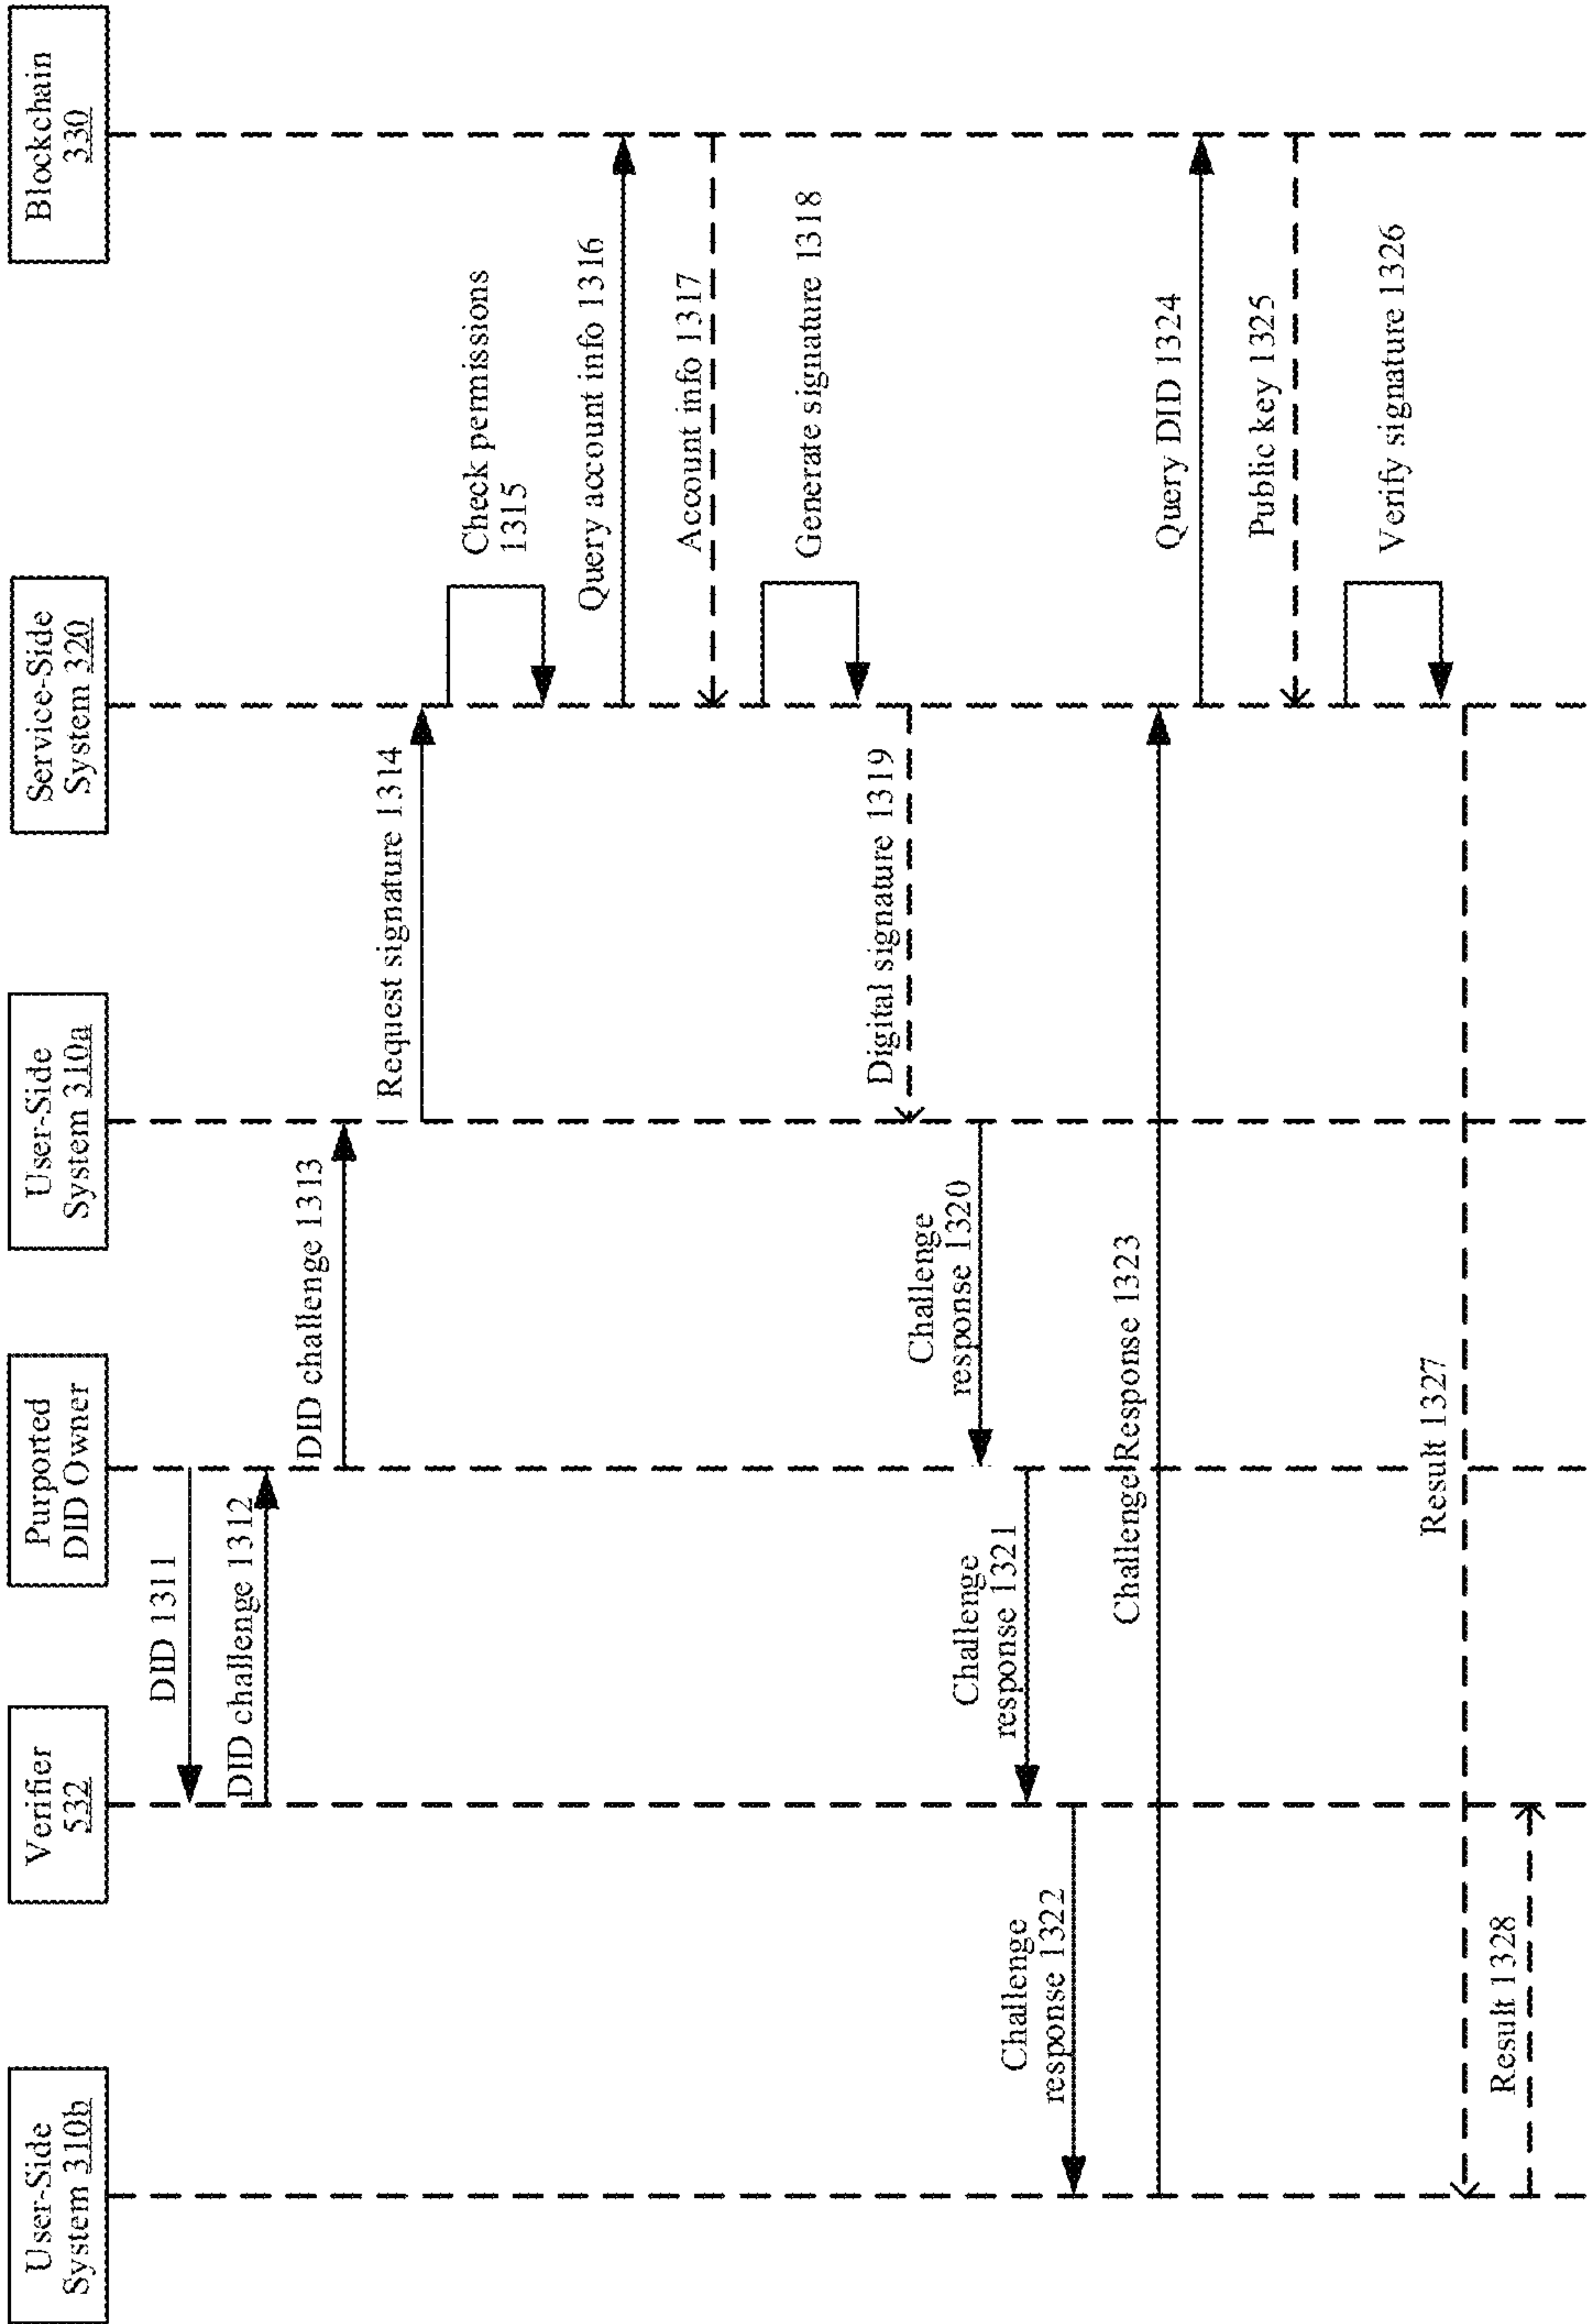 User-Side
System 310b
Verifier
532
Purported
DID Owner
User-Side
System 310a
Service-Side
System 320
Blockchain
330
DID 1311
DID challenge 1312
DID challenge 1313
Request signature 1314
Check permissions
1315
Query account info 1316
Account info 1317
Generate signature 1318
Digital signature 1319
Challenge
response 1320
Challenge
response 1321
Challenge
response 1322
Challenge Response 1323
Query DID 1324
Public key 1325
Verify signature 1326
Result 1327
Result 1328